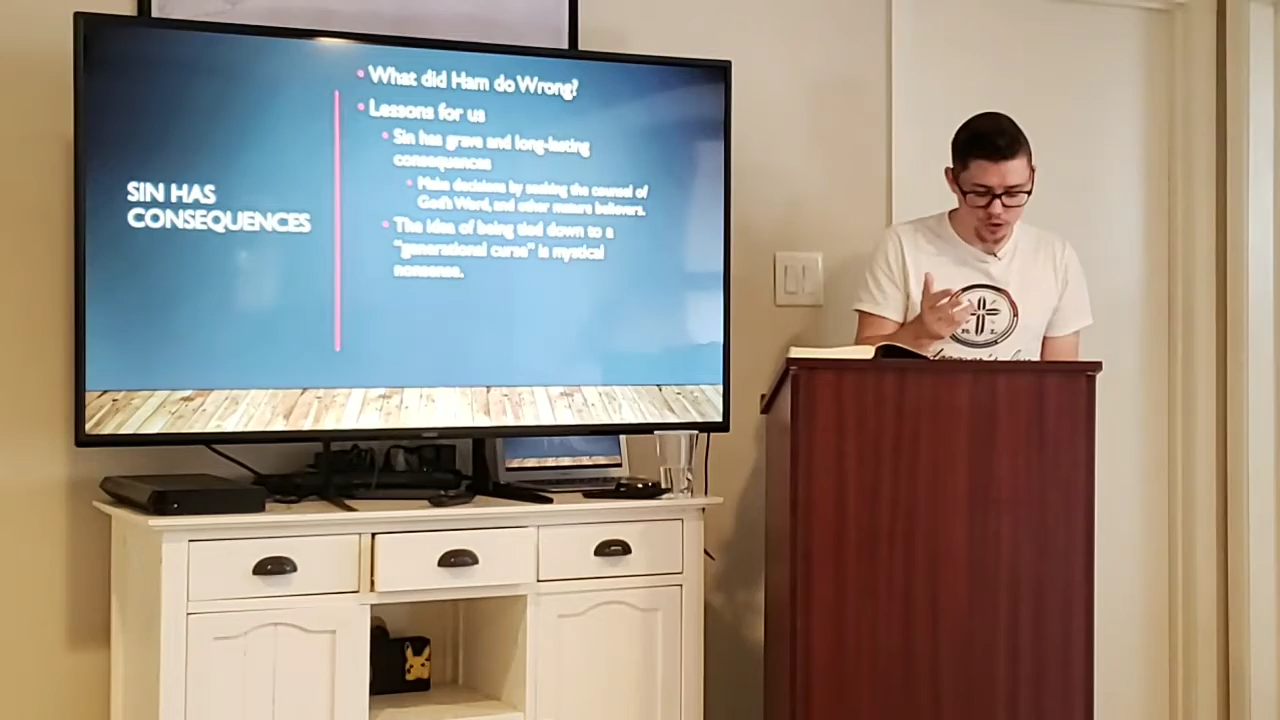 What did Ham do Wrong?
Lessons for us
Sin has grave and long-lasting
consequences
Make decisions by seeking the counsel of
God's Word, and other mature believers.
The idea of being tied down to a
"generational curse" is mystical
nonsense.
SIN HAS
CONSEQUENCES
R L